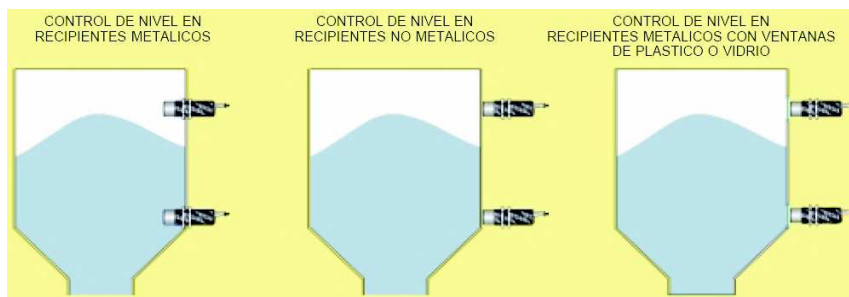 CONTROL DE NIVEL EN
RECIPIENTES METALICOS
CONTROL DE NIVEL EN
RECIPIENTES NO METALICOS
CONTROL DE NIVEL EN
RECIPIENTES METALICOS CON VENTANAS
DE PLASTICO O VIDRIO